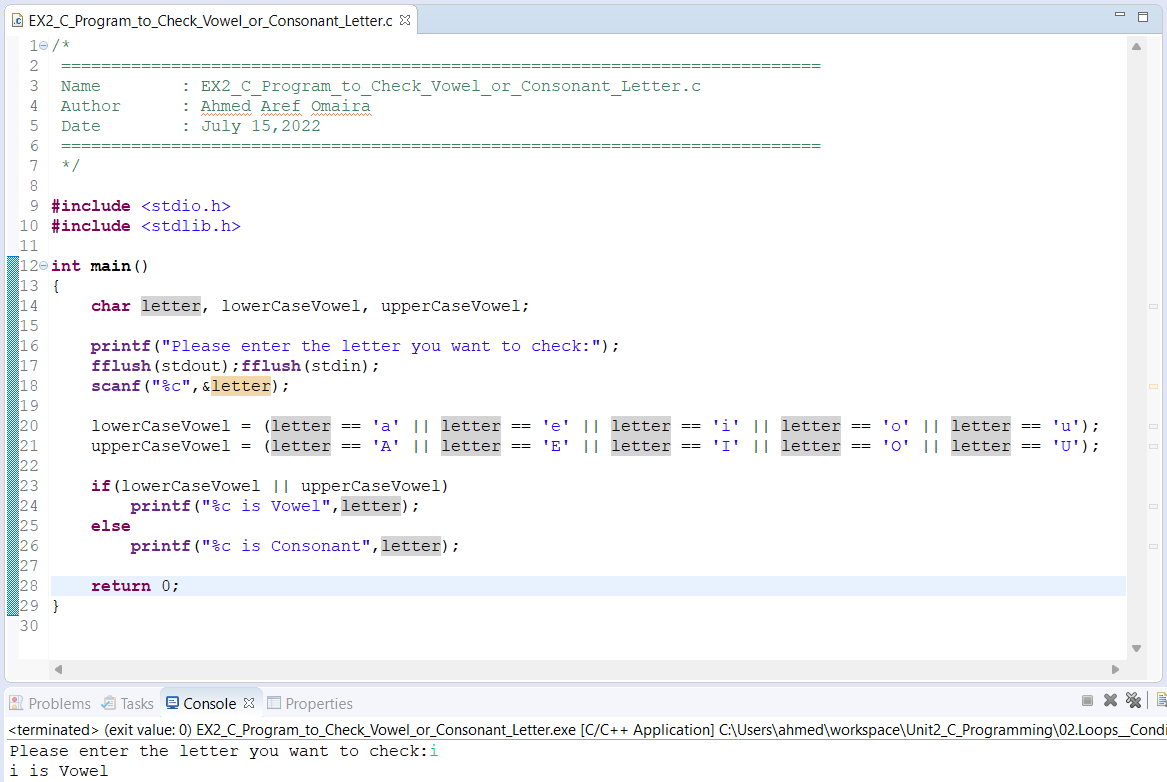 EX2_C_Program_to_Check_Vowel_or_Consonant_Letter.c
1 /*
2 ============================================================================
3 Name        : EX2_C_Program_to_Check_Vowel_or_Consonant_Letter.c
4 Author      : Ahmed Aref Omaira
5 Date        : July 15,2022
6 ============================================================================
7 */
8
9 #include <stdio.h>
10 #include <stdlib.h>
11
12 int main()
13 {
14     char letter, lowerCaseVowel, upperCaseVowel;
15
16     printf("Please enter the letter you want to check:");
17     fflush(stdout);fflush(stdin);
18     scanf("%c",&letter);
19
20     lowerCaseVowel = (letter == 'a' || letter == 'e' || letter == 'i' || letter == 'o' || letter == 'u');
21     upperCaseVowel = (letter == 'A' || letter == 'E' || letter == 'I' || letter == 'O' || letter == 'U');
22
23     if(lowerCaseVowel || upperCaseVowel)
24         printf("%c is Vowel",letter);
25     else
26         printf("%c is Consonant",letter);
27
28     return 0;
29 }
30
Problems Tasks Console Properties
<terminated> (exit value: 0) EX2_C_Program_to_Check_Vowel_or_Consonant_Letter.exe [C/C++ Application] C:\Users\ahmed\workspace\Unit2_C_Programming\02.Loops__Condi
Please enter the letter you want to check:i
i is Vowel